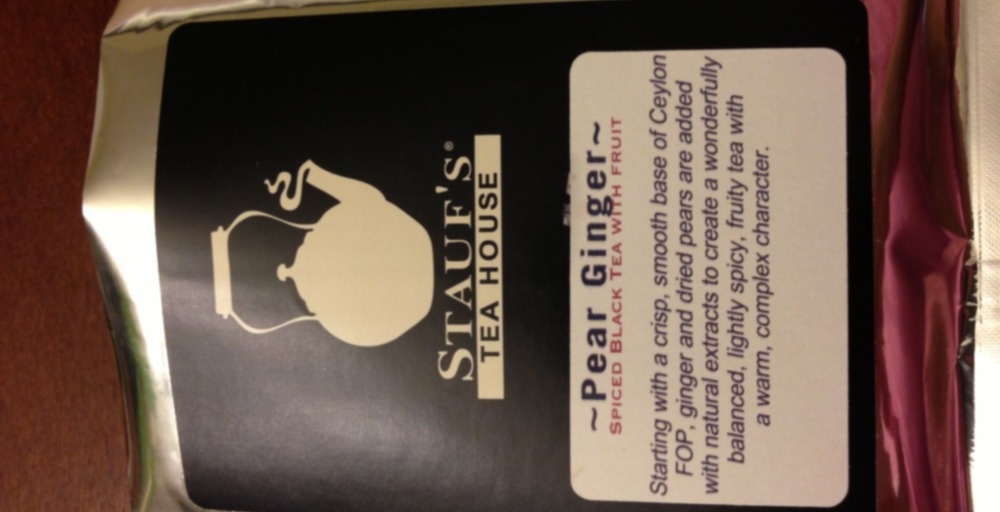 STAUF'S®
TEA HOUSE
~Pear Ginger~
SPICED BLACK TEA WITH FRUIT
Starting with a crisp, smooth base of Ceylon
FOP, ginger and dried pears are added
with natural extracts to create a wonderfully
balanced, lightly spicy, fruity tea with
a warm, complex character.